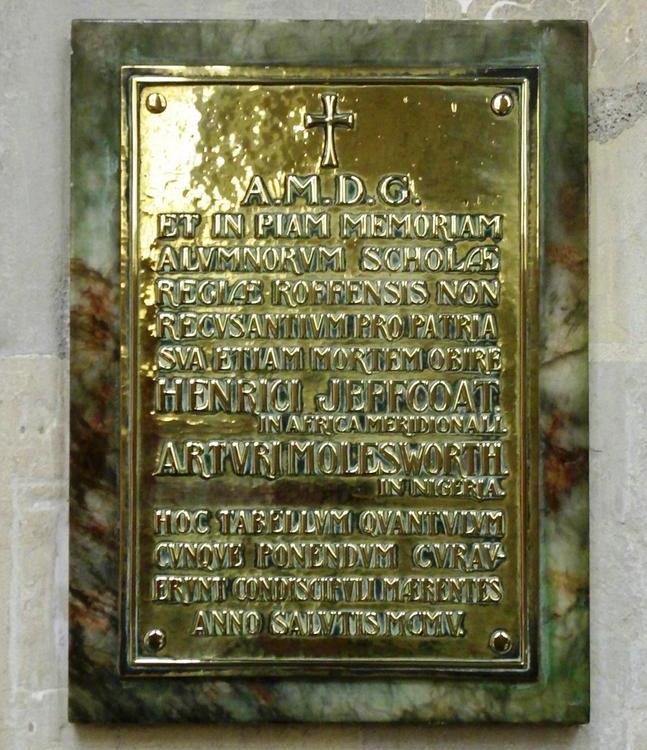 A.M.D.G.
ET IN PIAM MEMORIAM
ALVMNORVM SCHOLÆ
REGIÆ ROFFENSIS NON
RECVSANTIVM PRO PATRIA
SVA ETIAM MORTEM OBIRE
HENRICI JEFFCOAT.
IN AFRICA MERIDIONALI.
ARTVRI MOLESWORTH.
IN NIGERIA.
HOC TABELLVM QVANTVLVM
CVNQVE PONENDVM CVRAV-
ERVNT CONDISCIPVLI MÆRENTES
ANNO SALVTIS MCMV.